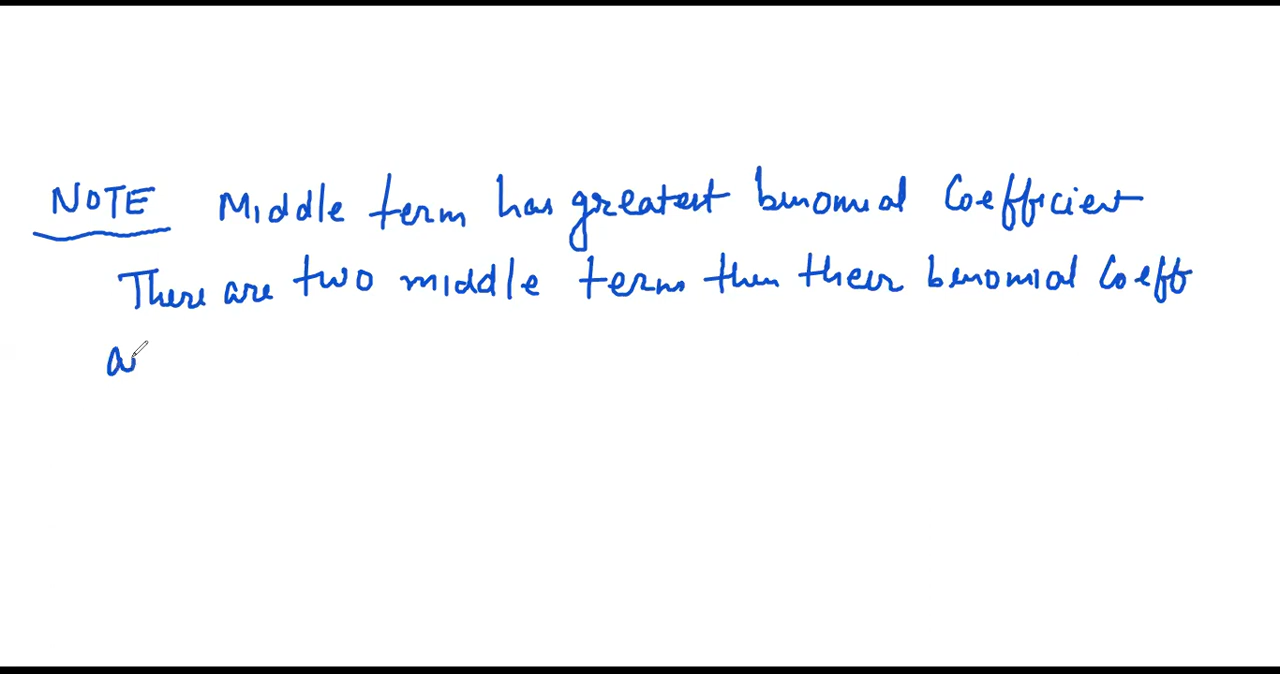 NOTE Middle term has greatest binomial Coefficient
There are two middle terms then their binomial Coeff